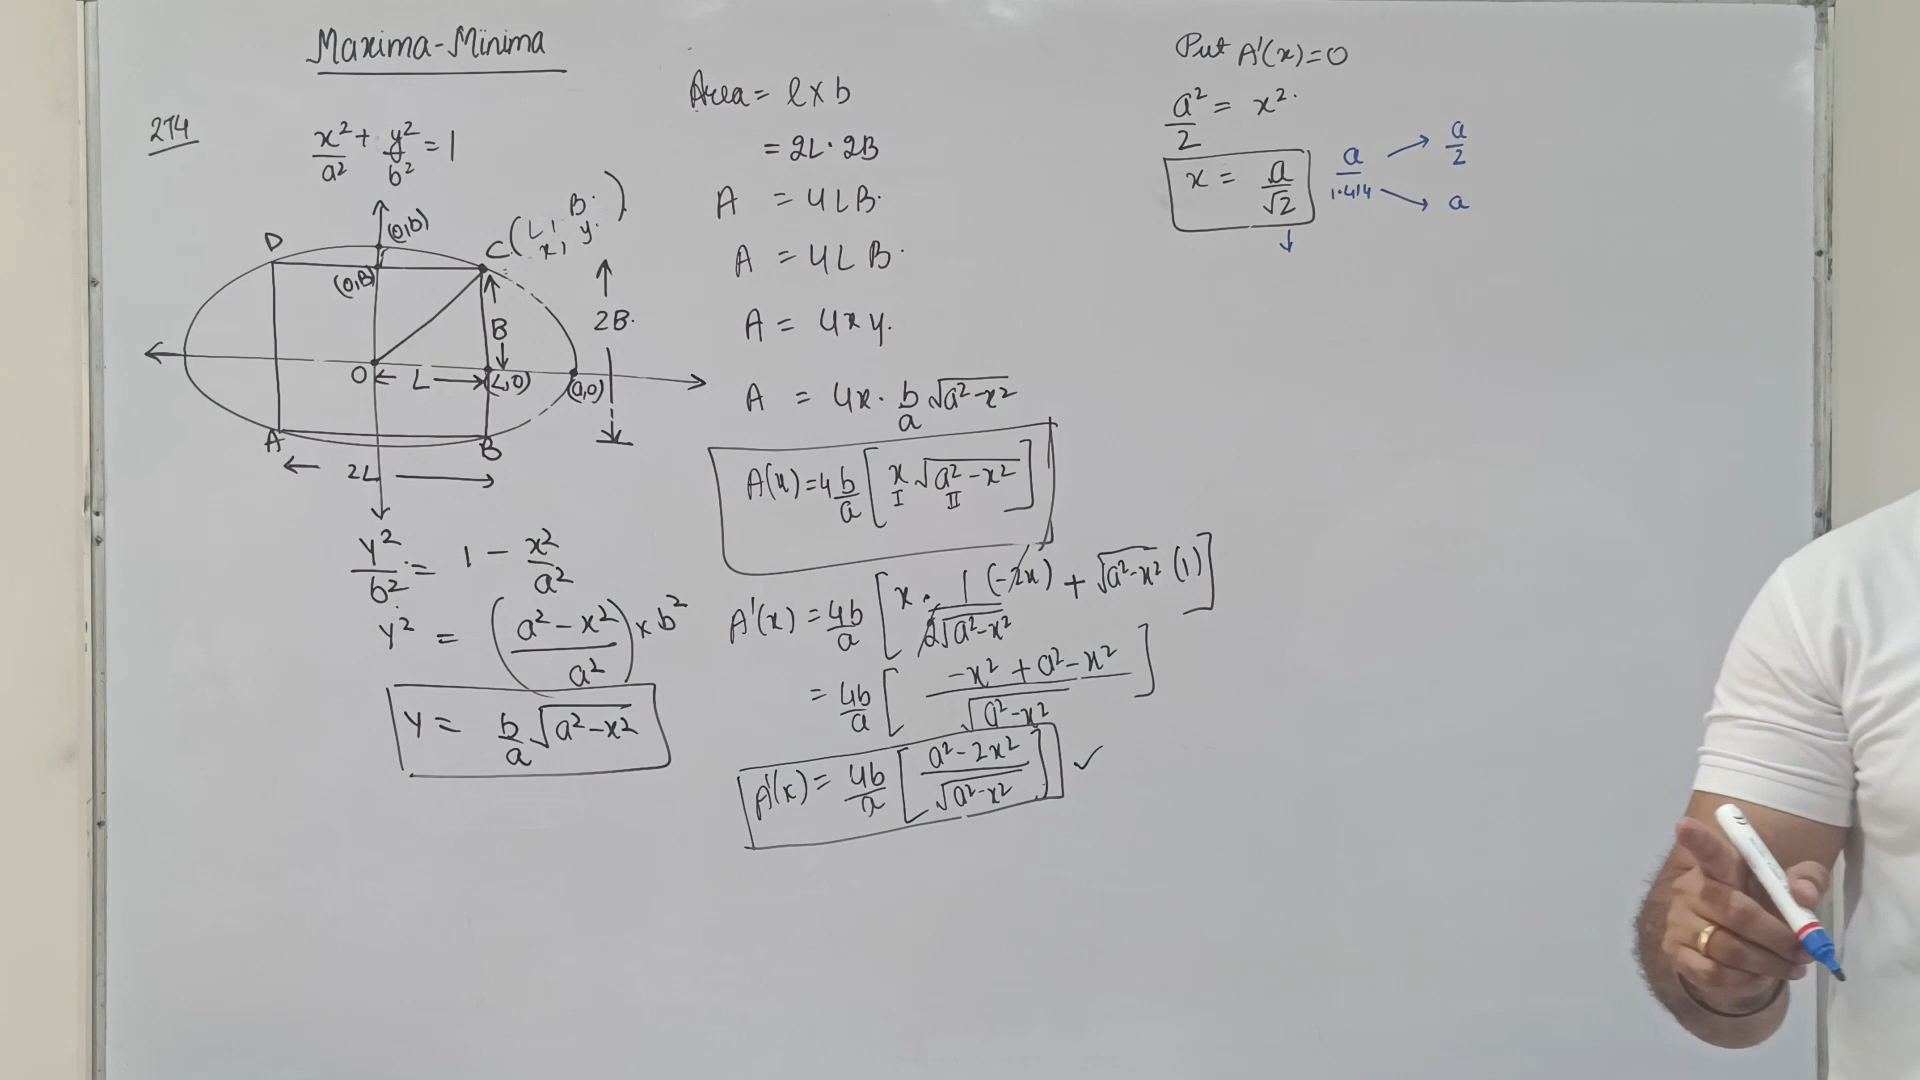 Maxima-Minima
274
x²/a² + y²/b² = 1
(0,b)
D
C(L, B.
x, y.)
(0,B)
B
2B.
O
L
(L,0)
(a,0)
A
B
2L
y²/b² = 1 - x²/a²
y² = ((a² - x²)/a²) × b²
y = b/a √(a²-x²)
Area = l × b
= 2L · 2B
A = 4LB.
A = 4LB.
A = 4xy.
A = 4x · b/a √(a²-x²)
A(x) = 4b/a [x √(a²-x²)]
I II
A'(x) = 4b/a [x · 1/(2√(a²-x²)) (-2x) + √(a²-x²) (1)]
= 4b/a [(-x² + a² - x²)/√(a²-x²)]
A'(x) = 4b/a [(a² - 2x²)/√(a²-x²)] ✓
Put A'(x)=0
a²/2 = x².
x = a/√2
a/1.414
a/2
a